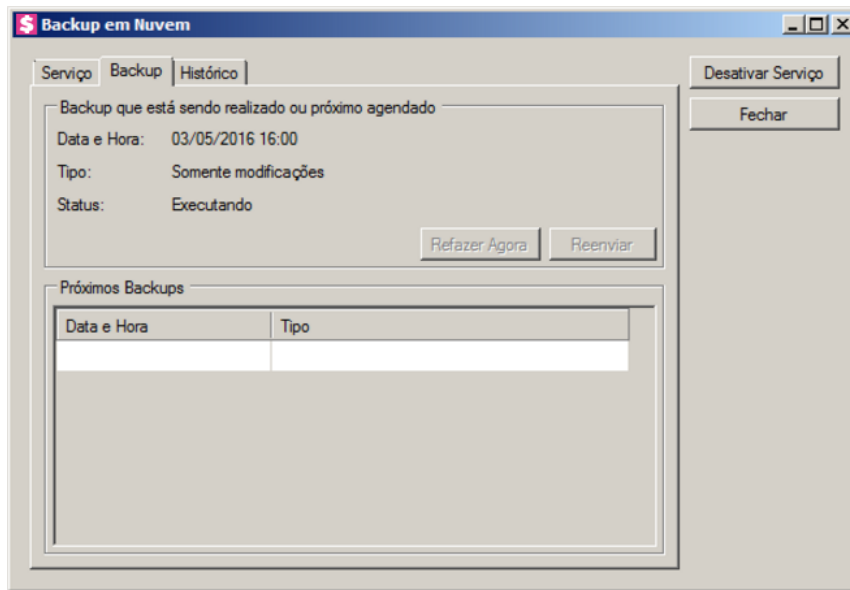 Backup em Nuvem
Serviço Backup Histórico
Desativar Serviço
Fechar
Backup que está sendo realizado ou próximo agendado
Data e Hora: 03/05/2016 16:00
Tipo: Somente modificações
Status: Executando
Refazer Agora Reenviar
Próximos Backups
Data e Hora Tipo